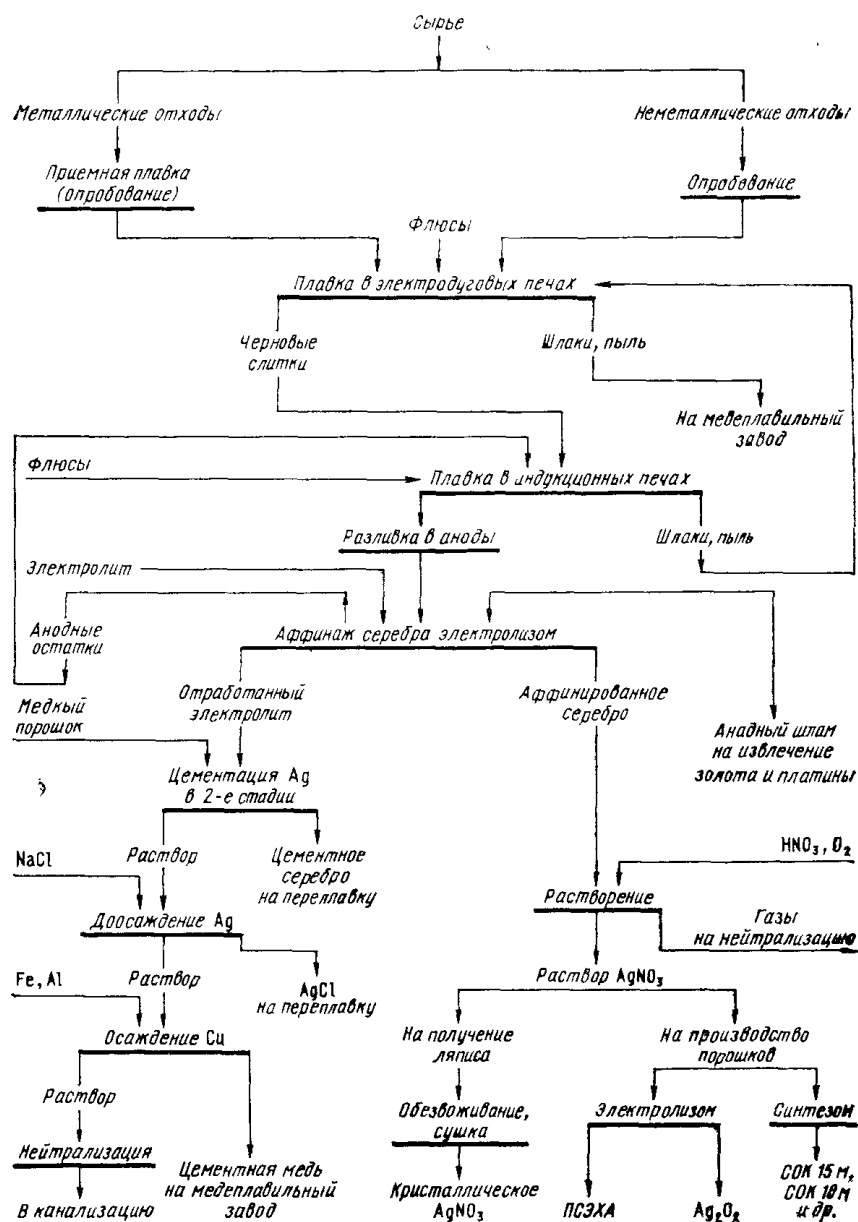 Сырье
Металлические отходы
Неметаллические отходы
Приемная плавка
(опробование)
Опробование
Флюсы
Плавка в электродуговых печах
Черновые
слитки
Шлаки, пыль
На медеплавильный
завод
Флюсы
Плавка в индукционных печах
Разливка в аноды
Шлаки, пыль
Электролит
Анодные
остатки
Аффинаж серебра электролизом
Медный
порошок
Отработанный
электролит
Аффинированное
серебро
Анадный шлам
на извлечение
золота и платины
Цементация Ag
в 2-е стадии
NaCl
Раствор
Цементное
серебро
на переплавку
HNO₃, O₂
Растворение
Газы
на нейтрализацию
Доосаждение Ag
Fe, Al
Раствор
AgCl
на переплавку
Раствор AgNO₃
Осаждение Cu
На получение
ляписа
На производство
порошков
Раствор
Обезвоживание,
сушка
Электролизом
Синтезом
Нейтрализация
Цементная медь
на медеплавильный
завод
В канализацию
Кристаллическое
AgNO₃
ПСЭХА
Ag₂O₂
СОК 15 м,
СОК 18м
и др.